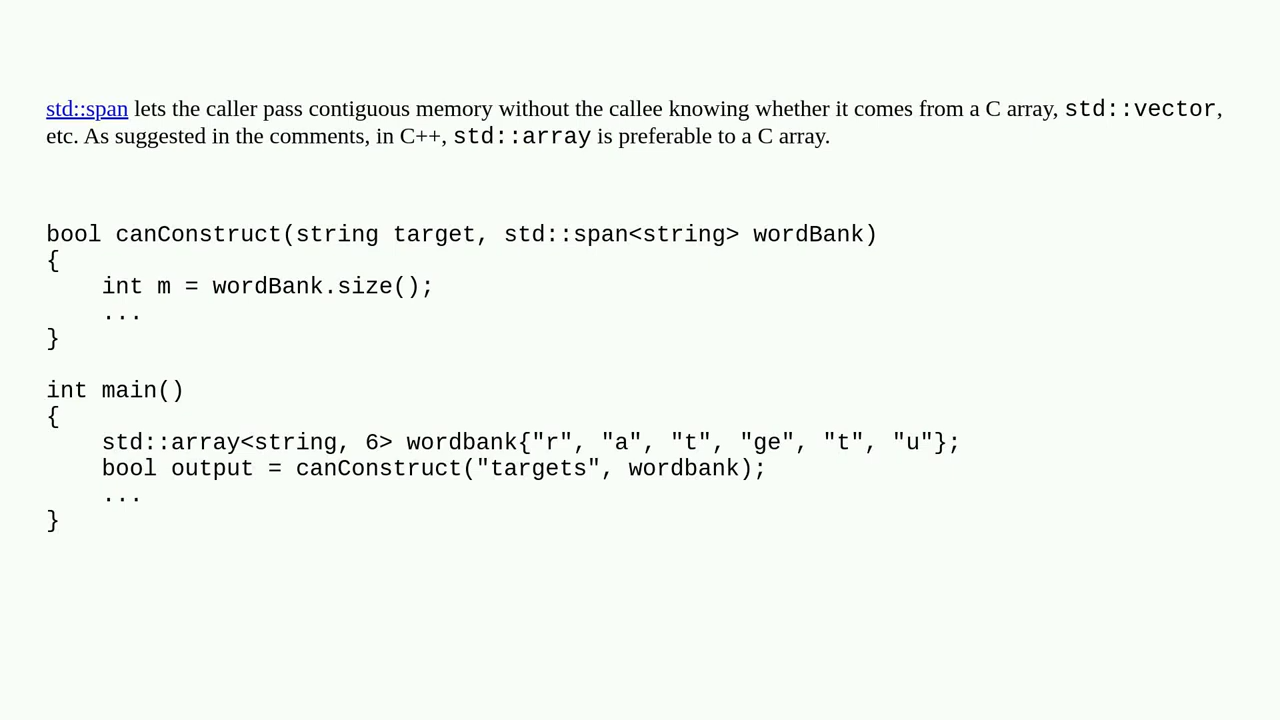 std::span lets the caller pass contiguous memory without the callee knowing whether it comes from a C array, std::vector,
etc. As suggested in the comments, in C++, std::array is preferable to a C array.
bool canConstruct(string target, std::span<string> wordBank)
{
    int m = wordBank.size();
    ...
}
int main()
{
    std::array<string, 6> wordbank{"r", "a", "t", "ge", "t", "u"};
    bool output = canConstruct("targets", wordbank);
    ...
}